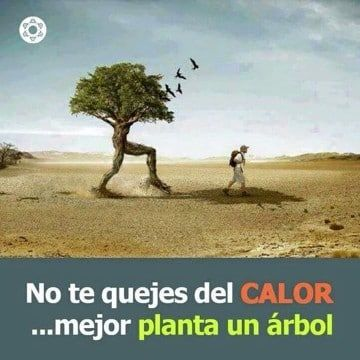 No te quejes del CALOR
...mejor planta un árbol